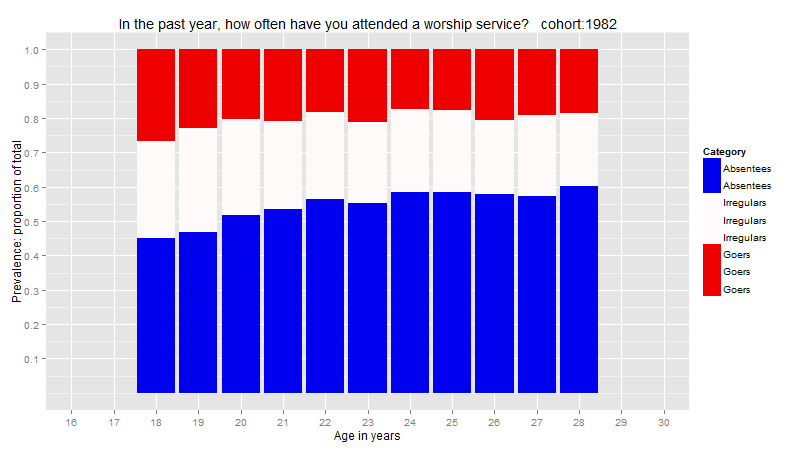 In the past year, how often have you attended a worship service? cohort:1982
Prevalence: proportion of total
1.0
0.9
0.8
0.7
0.6
0.5
0.4
0.3
0.2
0.1
16 17 18 19 20 21 22 23 24 25 26 27 28 29 30
Age in years
Category
Absentees
Absentees
Irregulars
Irregulars
Irregulars
Goers
Goers
Goers